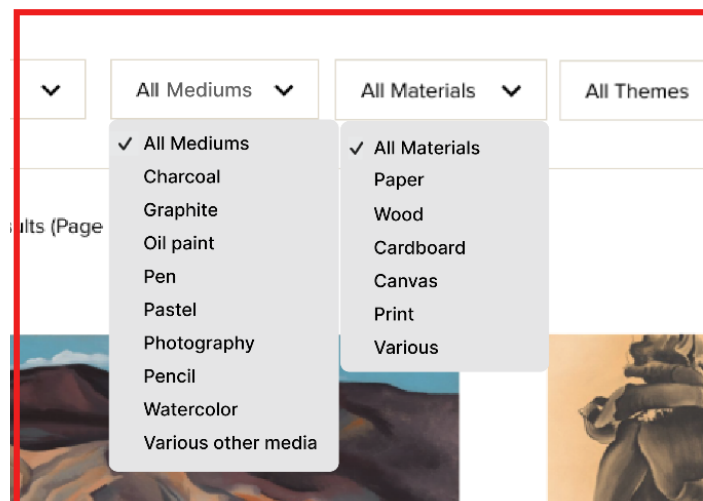 All Mediums
All Materials
All Themes
All Mediums
Charcoal
Graphite
Oil paint
Pen
Pastel
Photography
Pencil
Watercolor
Various other media
All Materials
Paper
Wood
Cardboard
Canvas
Print
Various
(Page